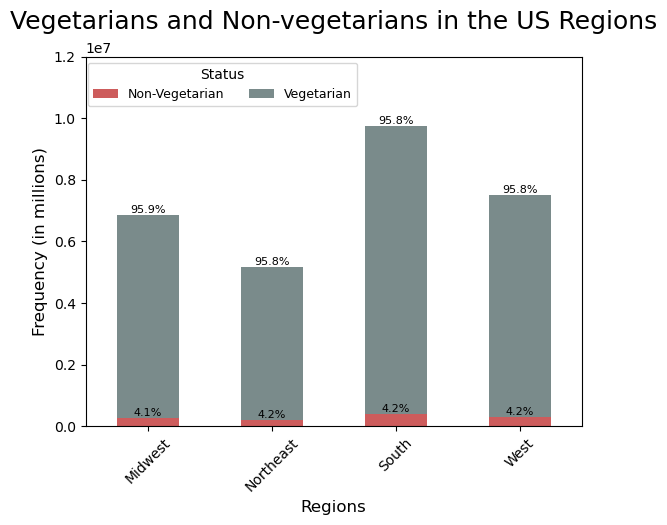 Vegetarians and Non-vegetarians in the US Regions
1e7
1.2
1.0
0.8
0.6
0.4
0.2
0.0
Frequency (in millions)
Status
Non-Vegetarian Vegetarian
95.9%
95.8%
95.8%
95.8%
4.1%
4.2%
4.2%
4.2%
Midwest
Northeast
South
West
Regions